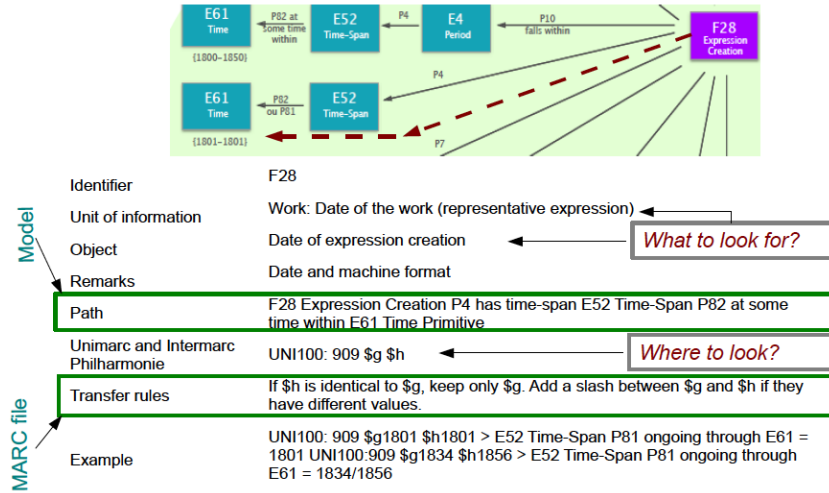 E61
Time
P82 at
some time
within
E52
Time-Span
P4
E4
Period
P10
falls within
F28
Expression
Creation
{1800-1850}
P4
E61
Time
P82
ou P81
E52
Time-Span
{1801-1801}
P7
Model
MARC file
Identifier
F28
Unit of information
Work: Date of the work (representative expression)
Object
Date of expression creation
What to look for?
Remarks
Date and machine format
Path
F28 Expression Creation P4 has time-span E52 Time-Span P82 at some
time within E61 Time Primitive
Unimarc and Intermarc
Philharmonie
UNI100: 909 $g $h
Where to look?
Transfer rules
If $h is identical to $g, keep only $g. Add a slash between $g and $h if they
have different values.
Example
UNI100: 909 $g1801 $h1801 > E52 Time-Span P81 ongoing through E61 =
1801 UNI100:909 $g1834 $h1856 > E52 Time-Span P81 ongoing through
E61 = 1834/1856